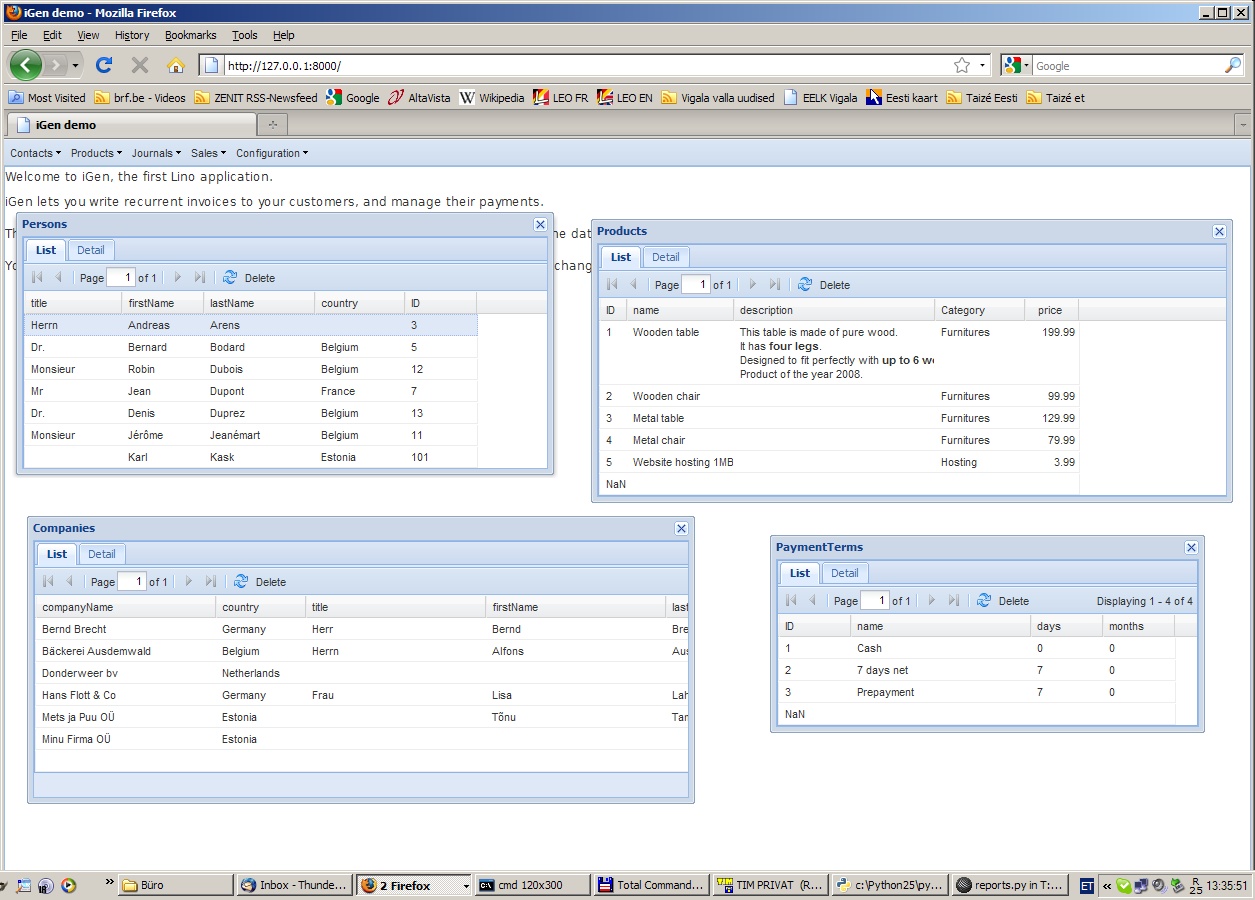 iGen demo - Mozilla Firefox
File Edit View History Bookmarks Tools Help
http://127.0.0.1:8000/ Google
Most Visited brf.be - Videos ZENIT RSS-Newsfeed Google AltaVista Wikipedia LEO FR LEO EN Vigala valla uudised EELK Vigala Eesti kaart Taizé Eesti Taizé et
iGen demo
Contacts Products Journals Sales Configuration
Welcome to iGen, the first Lino application.
iGen lets you write recurrent invoices to your customers, and manage their payments.
Persons
List Detail
Page 1 of 1 Delete
title firstName lastName country ID
Herrn Andreas Arens 3
Dr. Bernard Bodard Belgium 5
Monsieur Robin Dubois Belgium 12
Mr Jean Dupont France 7
Dr. Denis Duprez Belgium 13
Monsieur Jérôme Jeanémart Belgium 11
Karl Kask Estonia 101
Products
List Detail
Page 1 of 1 Delete
ID name description Category price
1 Wooden table This table is made of pure wood. Furnitures 199.99
It has four legs.
Designed to fit perfectly with up to 6 we
Product of the year 2008.
2 Wooden chair Furnitures 99.99
3 Metal table Furnitures 129.99
4 Metal chair Furnitures 79.99
5 Website hosting 1MB Hosting 3.99
NaN
Companies
List Detail
Page 1 of 1 Delete
companyName country title firstName last
Bernd Brecht Germany Herr Bernd Bre
Bäckerei Ausdemwald Belgium Herrn Alfons Aus
Donderweer bv Netherlands
Hans Flott & Co Germany Frau Lisa Lah
Mets ja Puu OÜ Estonia Tõnu Tar
Minu Firma OÜ Estonia
PaymentTerms
List Detail
Page 1 of 1 Delete Displaying 1 - 4 of 4
ID name days months
1 Cash 0 0
2 7 days net 7 0
3 Prepayment 7 0
NaN
Büro Inbox - Thunde... 2 Firefox cmd 120x300 Total Command... TIM PRIVAT (R... c:\Python25\py... reports.py in T:... ET R 25 13:35:51